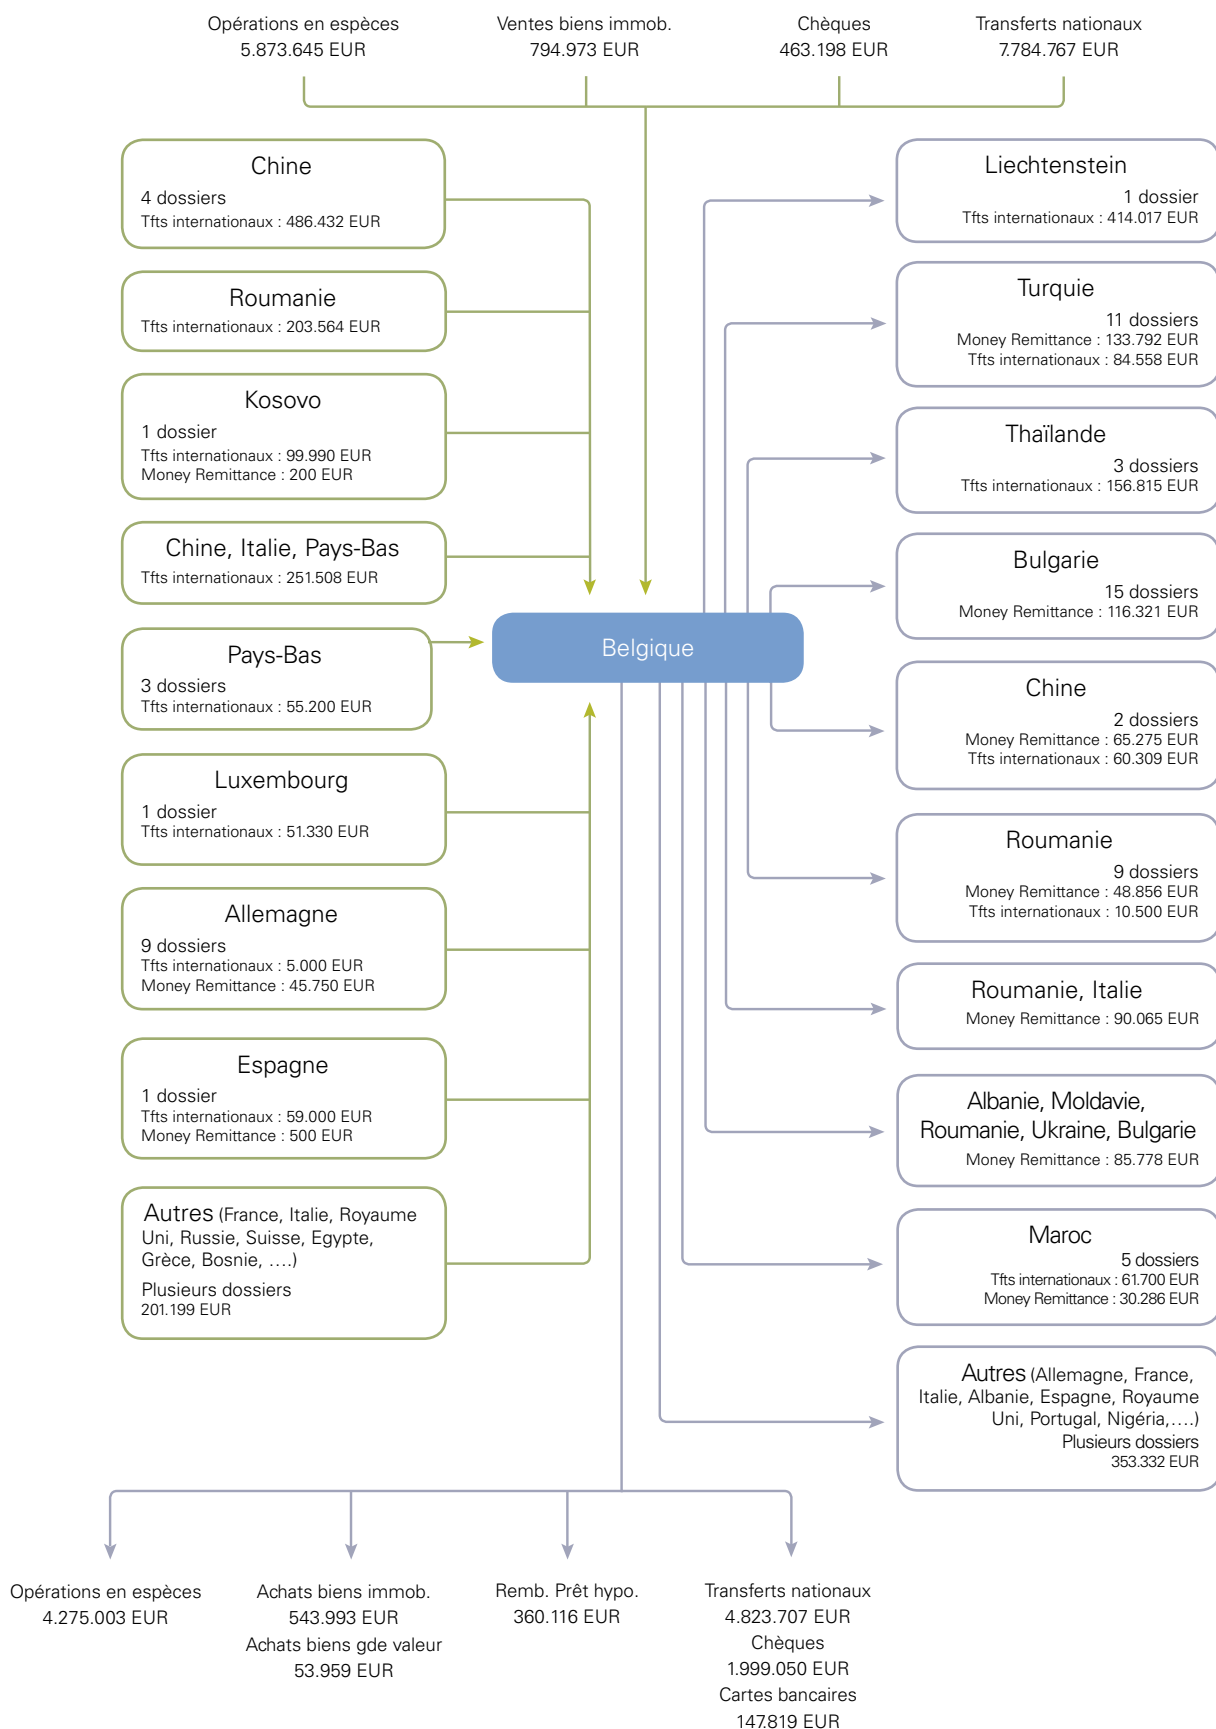 Opérations en espèces
5.873.645 EUR
Ventes biens immob.
794.973 EUR
Chèques
463.198 EUR
Transferts nationaux
7.784.767 EUR
Chine
4 dossiers
Tfts internationaux : 486.432 EUR
Roumanie
Tfts internationaux : 203.564 EUR
Kosovo
1 dossier
Tfts internationaux : 99.990 EUR
Money Remittance : 200 EUR
Chine, Italie, Pays-Bas
Tfts internationaux : 251.508 EUR
Pays-Bas
3 dossiers
Tfts internationaux : 55.200 EUR
Luxembourg
1 dossier
Tfts internationaux : 51.330 EUR
Allemagne
9 dossiers
Tfts internationaux : 5.000 EUR
Money Remittance : 45.750 EUR
Espagne
1 dossier
Tfts internationaux : 59.000 EUR
Money Remittance : 500 EUR
Autres (France, Italie, Royaume
Uni, Russie, Suisse, Egypte,
Grèce, Bosnie, ....)
Plusieurs dossiers
201.199 EUR
Belgique
Liechtenstein
1 dossier
Tfts internationaux : 414.017 EUR
Turquie
11 dossiers
Money Remittance : 133.792 EUR
Tfts internationaux : 84.558 EUR
Thaïlande
3 dossiers
Tfts internationaux : 156.815 EUR
Bulgarie
15 dossiers
Money Remittance : 116.321 EUR
Chine
2 dossiers
Money Remittance : 65.275 EUR
Tfts internationaux : 60.309 EUR
Roumanie
9 dossiers
Money Remittance : 48.856 EUR
Tfts internationaux : 10.500 EUR
Roumanie, Italie
Money Remittance : 90.065 EUR
Albanie, Moldavie,
Roumanie, Ukraine, Bulgarie
Money Remittance : 85.778 EUR
Maroc
5 dossiers
Tfts internationaux : 61.700 EUR
Money Remittance : 30.286 EUR
Autres (Allemagne, France,
Italie, Albanie, Espagne, Royaume
Uni, Portugal, Nigéria,....)
Plusieurs dossiers
353.332 EUR
Opérations en espèces
4.275.003 EUR
Achats biens immob.
543.993 EUR
Achats biens gde valeur
53.959 EUR
Remb. Prêt hypo.
360.116 EUR
Transferts nationaux
4.823.707 EUR
Chèques
1.999.050 EUR
Cartes bancaires
147.819 EUR